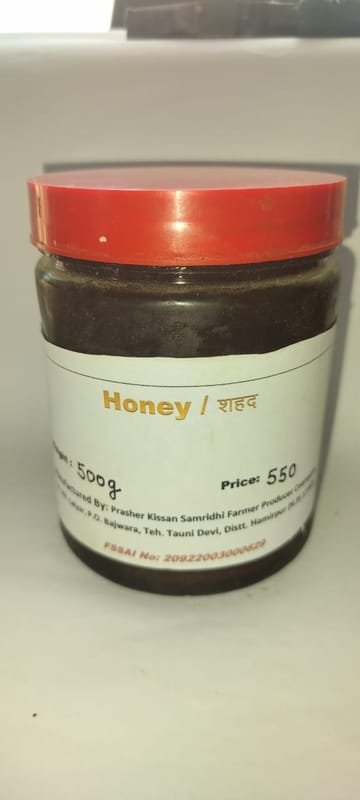 Honey / शहद
500g
Price: 550
By: Prasher Kissan Samridhi Farmer Producer
P.O. Bajwara, Teh. Tauni Devi, Distt. Hamirpur
FSSAI No: 20922003000629